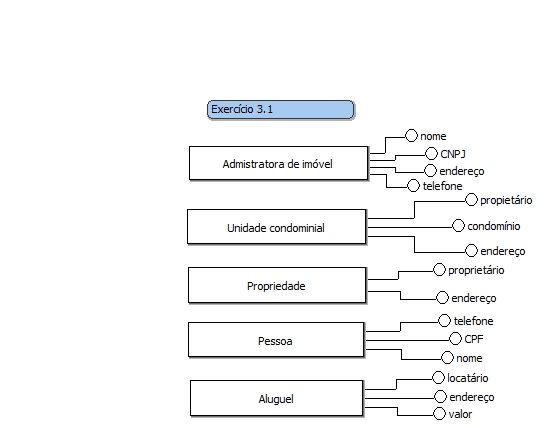 Exercício 3.1
nome
Admistratora de imóvel
CNPJ
endereço
telefone
propietário
Unidade condominial
condomínio
endereço
proprietário
Propriedade
endereço
telefone
Pessoa
CPF
nome
locatário
Aluguel
endereço
valor